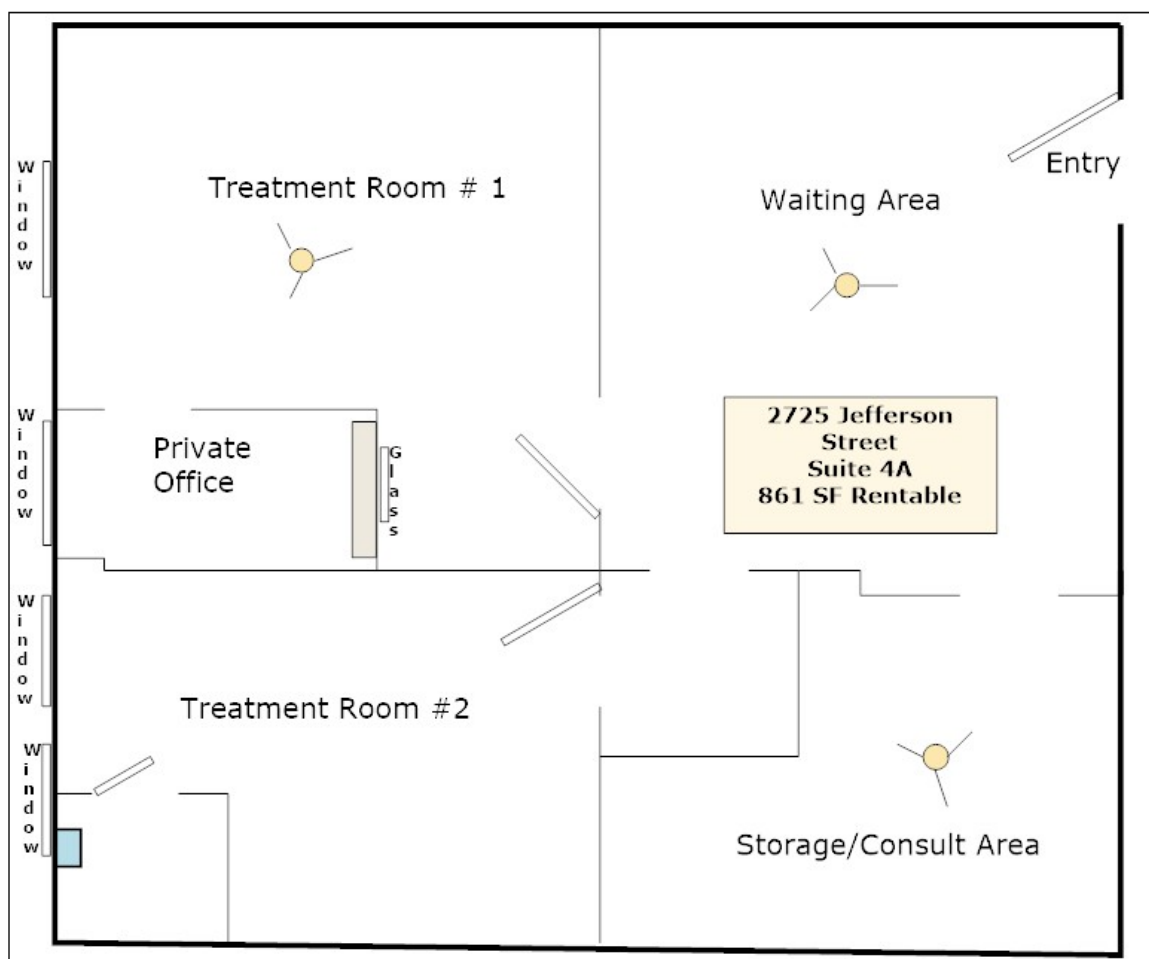 Entry
Treatment Room # 1
Waiting Area
Window
2725 Jefferson
Street
Suite 4A
861 SF Rentable
Window
Private
Office
Glass
Window
Treatment Room #2
Window
Storage/Consult Area